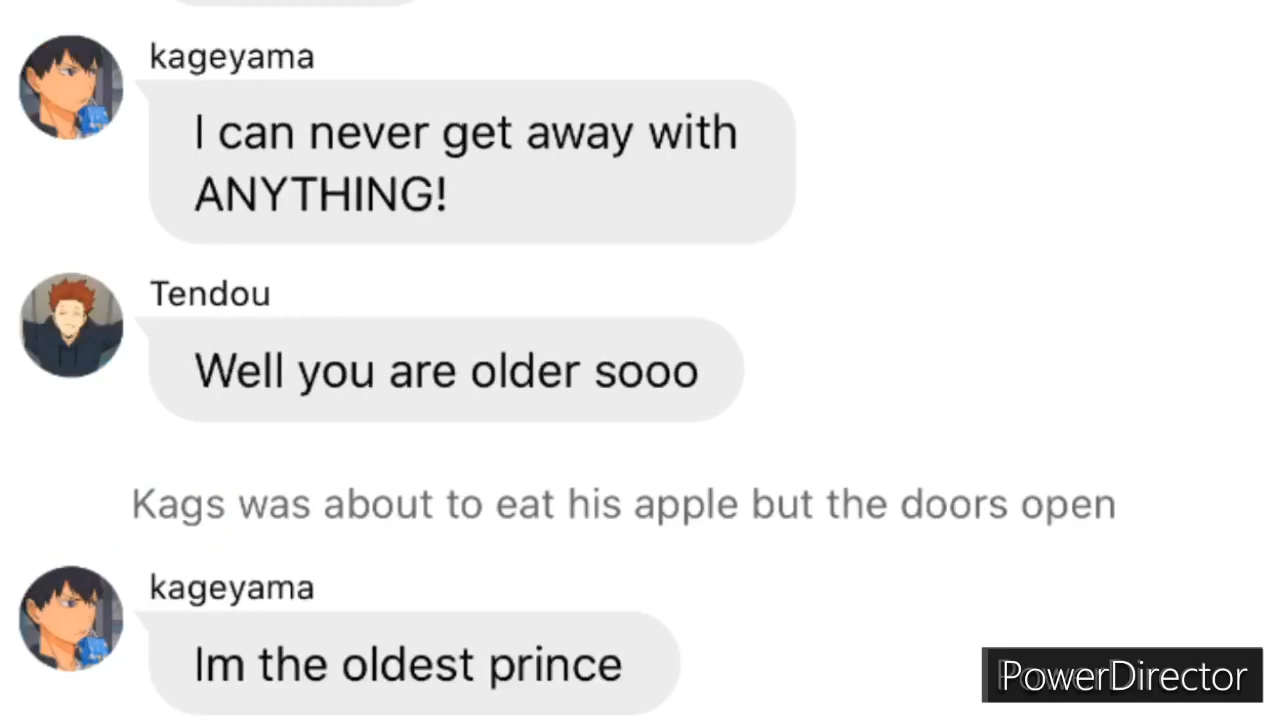 kageyama
I can never get away with
ANYTHING!
Tendou
Well you are older sooo
Kags was about to eat his apple but the doors open
kageyama
Im the oldest prince
PowerDirector